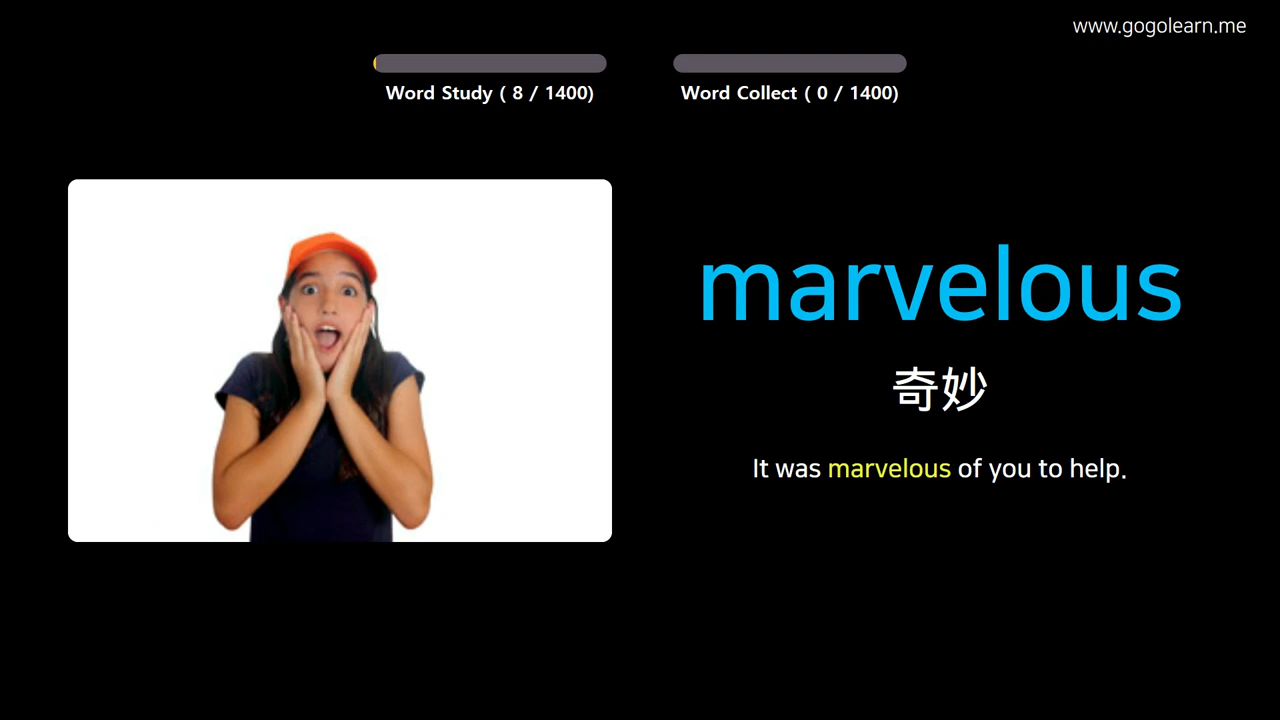 www.gogolearn.me
Word Study ( 8 / 1400)
Word Collect ( 0 / 1400)
marvelous
奇妙
It was marvelous of you to help.